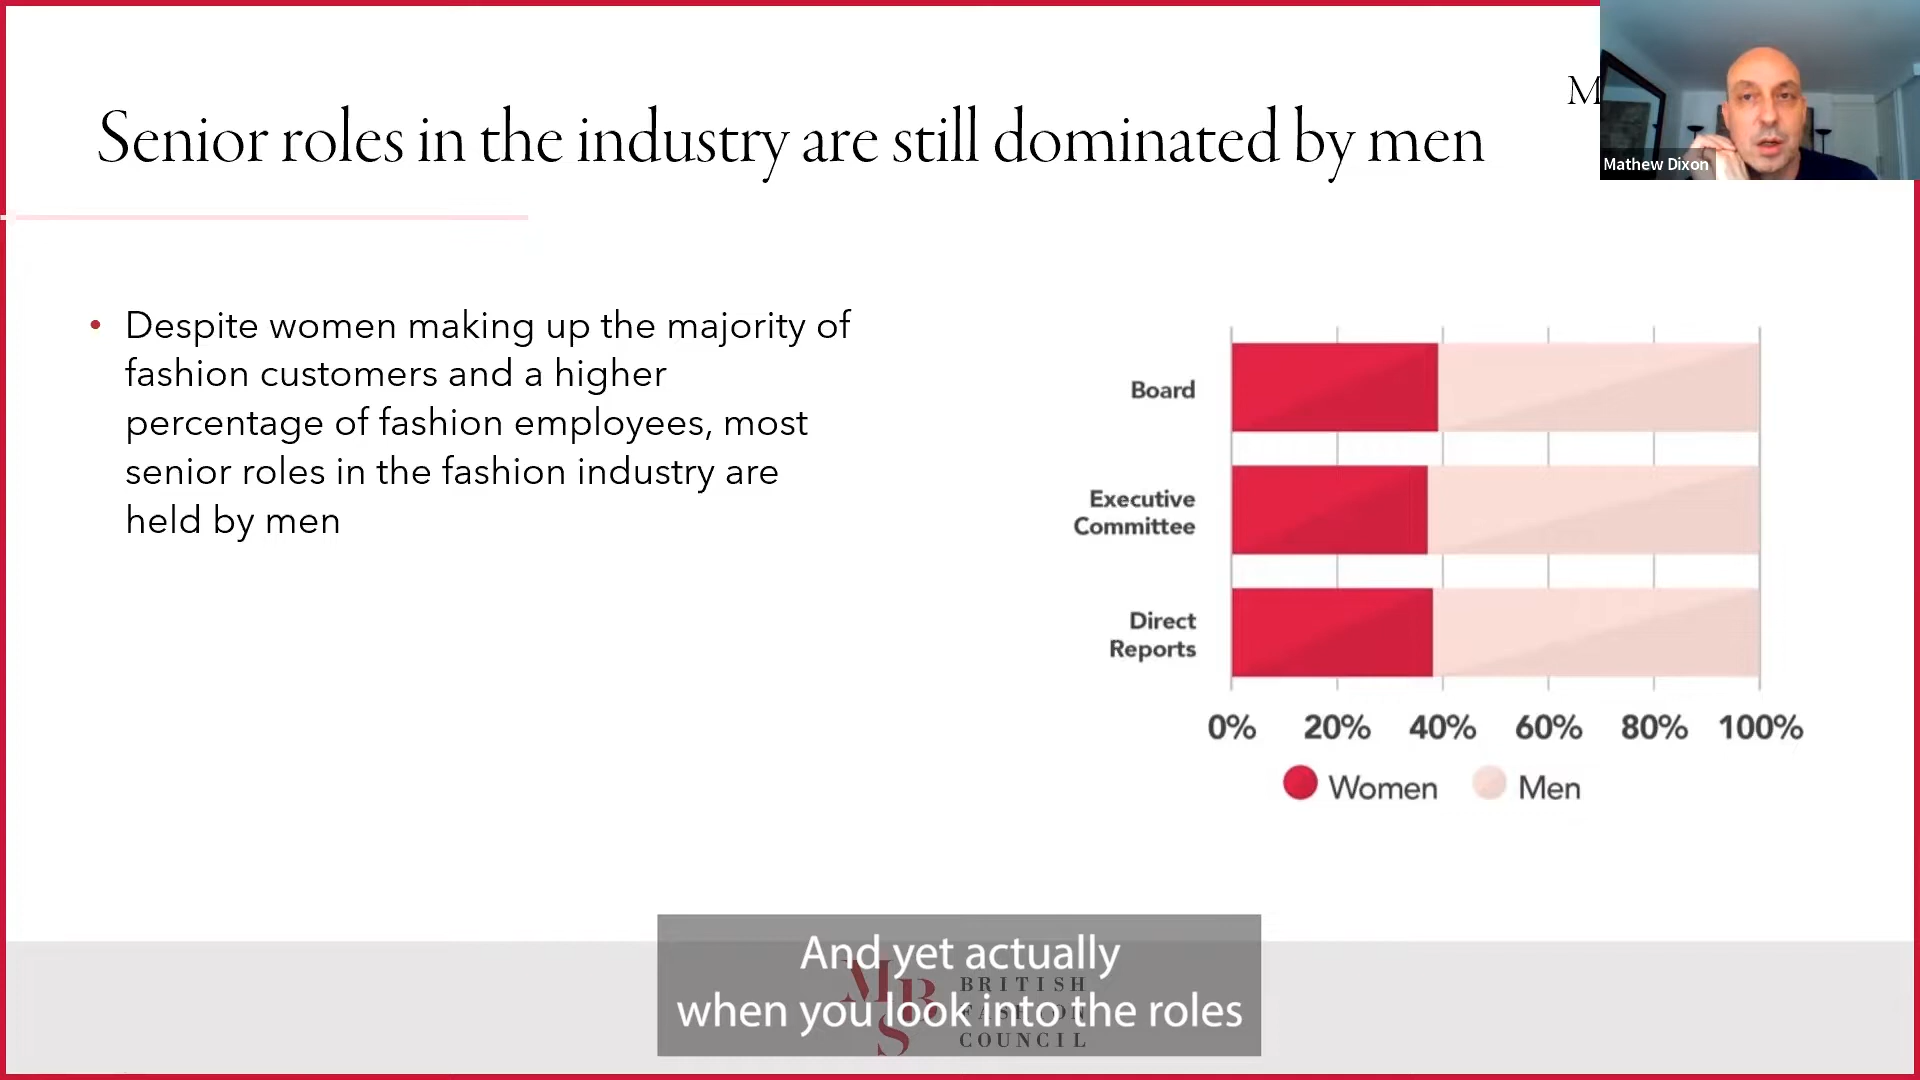 Senior roles in the industry are still dominated by men
M
Mathew Dixon
• Despite women making up the majority of
fashion customers and a higher
percentage of fashion employees, most
senior roles in the fashion industry are
held by men
Board
Executive
Committee
Direct
Reports
0% 20% 40% 60% 80% 100%
Women Men
And yet actually
when you look into the roles
MBS
BRITISH
FASHION
COUNCIL